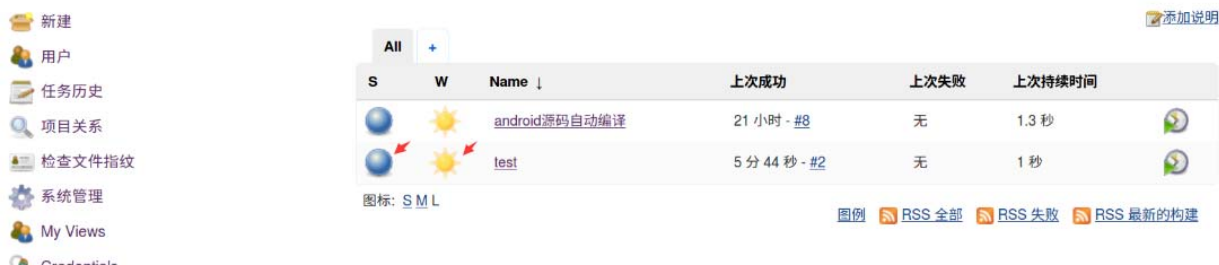 新建
用户
任务历史
项目关系
检查文件指纹
系统管理
My Views
Credentials
添加说明
All +
S W Name ↓ 上次成功 上次失败 上次持续时间
android源码自动编译 21 小时 - #8 无 1.3 秒
test 5 分 44 秒 - #2 无 1 秒
图标: S M L
图例 RSS 全部 RSS 失败 RSS 最新的构建